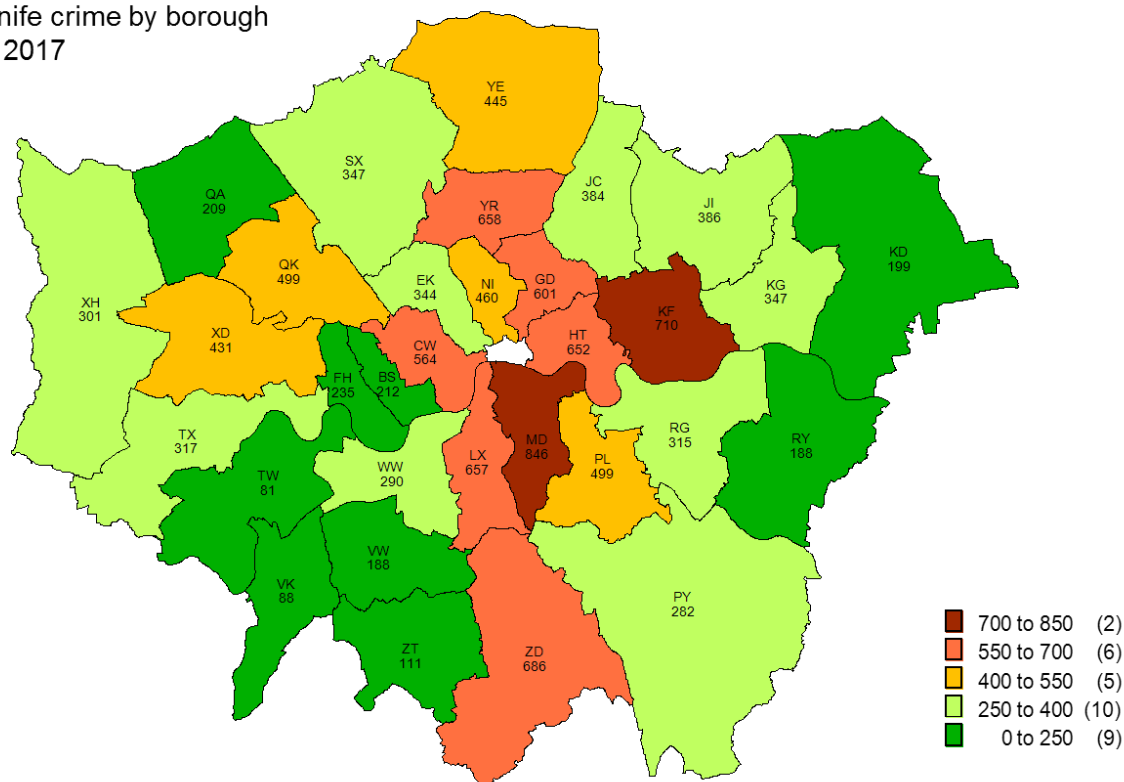 nife crime by borough
2017
YE
445
SX
347
QA
209
YR
658
JC
384
JI
386
KD
199
QK
499
EK
344
NI
460
GD
601
KG
347
XH
301
XD
431
KF
710
HT
652
CW
564
FH
235
BS
212
TX
317
RG
315
RY
188
MD
846
LX
657
PL
499
WW
290
TW
81
VW
188
VK
88
PY
282
ZT
111
ZD
686
700 to 850 (2)
550 to 700 (6)
400 to 550 (5)
250 to 400 (10)
0 to 250 (9)